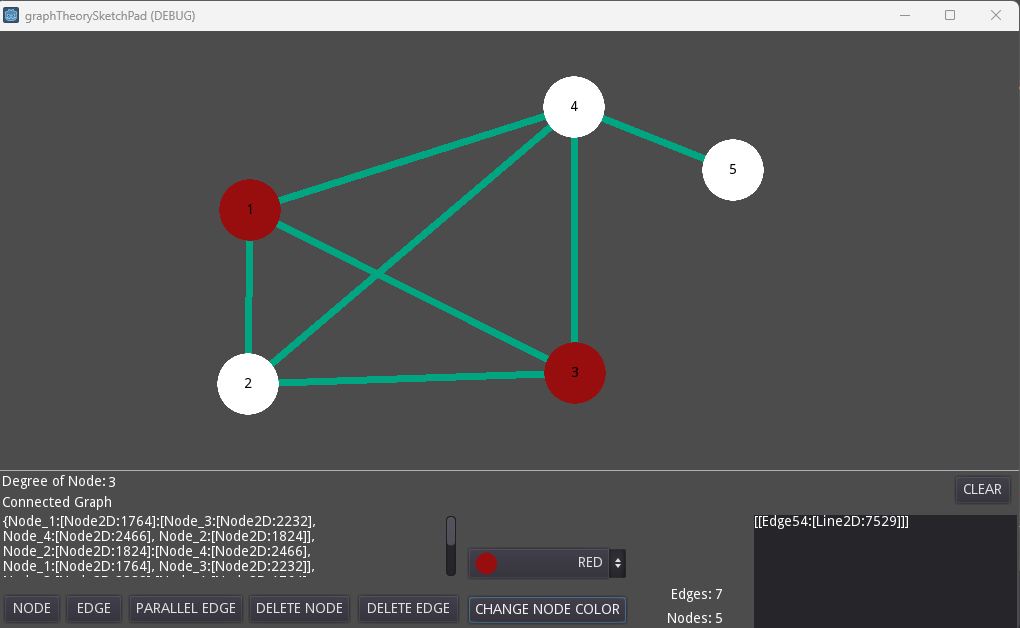 graphTheorySketchPad (DEBUG)
4
5
1
2
3
Degree of Node: 3
CLEAR
Connected Graph
{Node_1:[Node2D:1764]:[Node_3:[Node2D:2232],
Node_4:[Node2D:2466], Node_2:[Node2D:1824]],
Node_2:[Node2D:1824]:[Node_4:[Node2D:2466],
Node_1:[Node2D:1764], Node_3:[Node2D:2232]],
[[Edge54:[Line2D:7529]]]
RED
Edges: 7
NODE
EDGE
PARALLEL EDGE
DELETE NODE
DELETE EDGE
CHANGE NODE COLOR
Nodes: 5